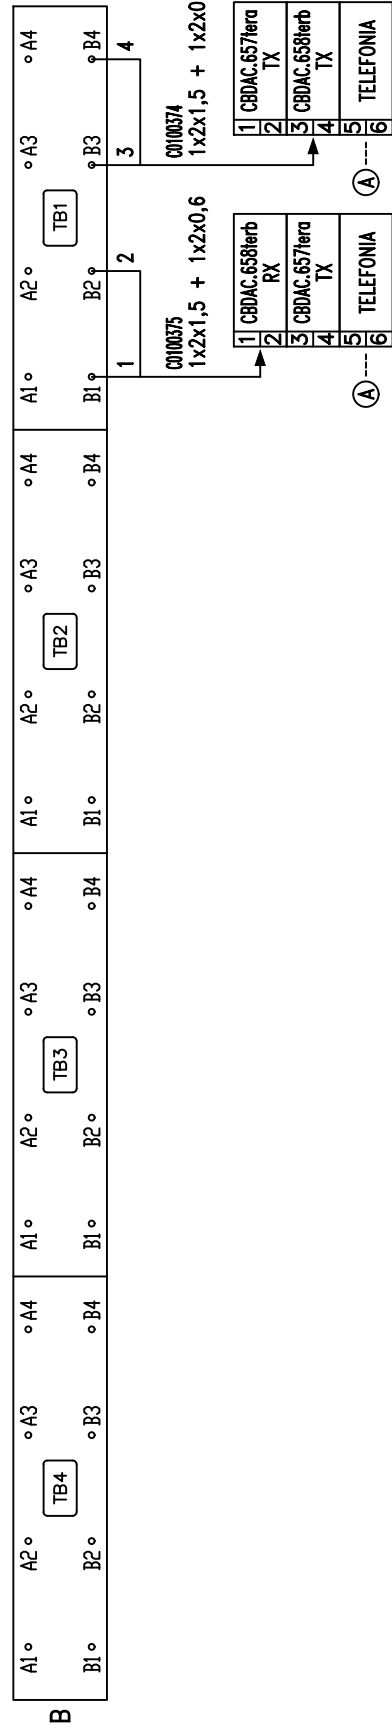 B
A1 A2 A3 A4 A1 A2 A3 A4 A1 A2 A3 A4 A1 A2 A3 A4
TB4 TB3 TB2 TB1
B1 B2 B3 B4 B1 B2 B3 B4 B1 B2 B3 B4 B1 B2 B3 B4
1 2 3 4
C0100375
1x2x1,5 + 1x2x0,6
C0100374
1x2x1,5 + 1x2x0
1 CBDAC.658terb
2 RX
3 CBDAC.657tera
4 TX
5 TELEFONIA
6
A
1 CBDAC.657tera
2 TX
3 CBDAC.658terb
4 TX
5 TELEFONIA
6
A